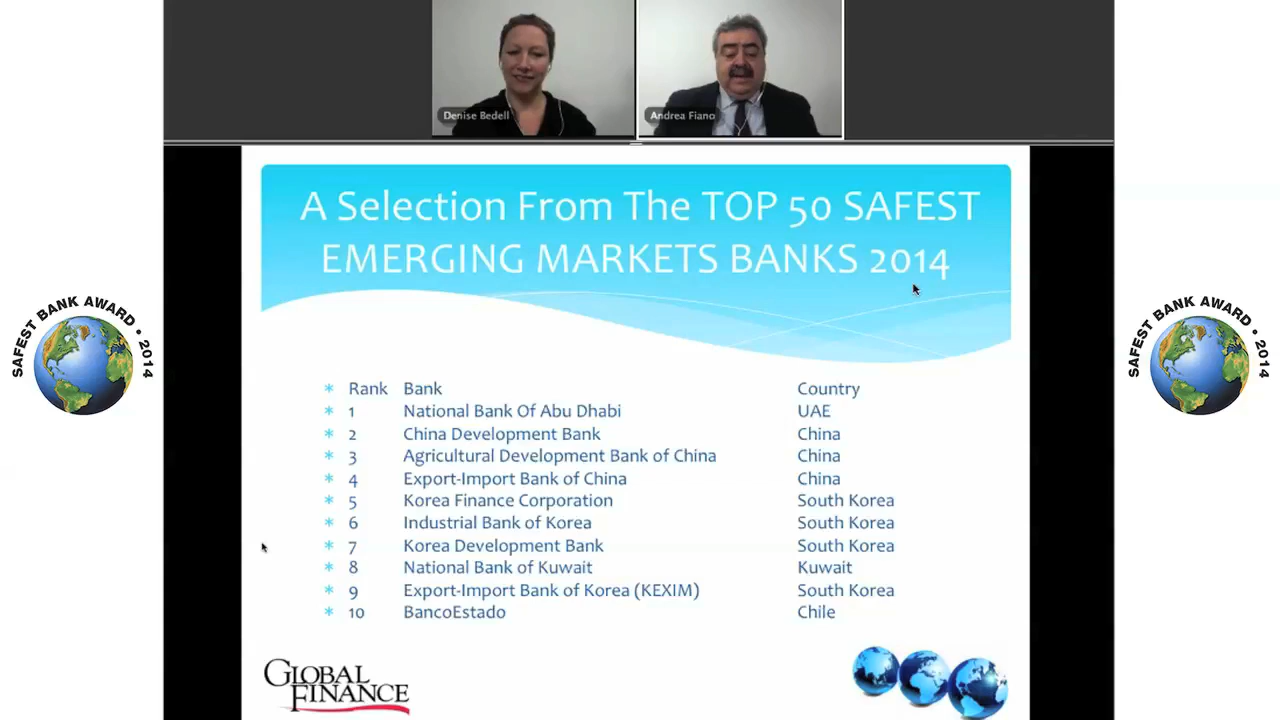 Denise Bedell
Andrea Fiano
A Selection From The TOP 50 SAFEST
EMERGING MARKETS BANKS 2014
SAFEST BANK AWARD • 2014
SAFEST BANK AWARD • 2014
* Rank Bank Country
* 1 National Bank Of Abu Dhabi UAE
* 2 China Development Bank China
* 3 Agricultural Development Bank of China China
* 4 Export-Import Bank of China China
* 5 Korea Finance Corporation South Korea
* 6 Industrial Bank of Korea South Korea
* 7 Korea Development Bank South Korea
* 8 National Bank of Kuwait Kuwait
* 9 Export-Import Bank of Korea (KEXIM) South Korea
* 10 BancoEstado Chile
GLOBAL
FINANCE